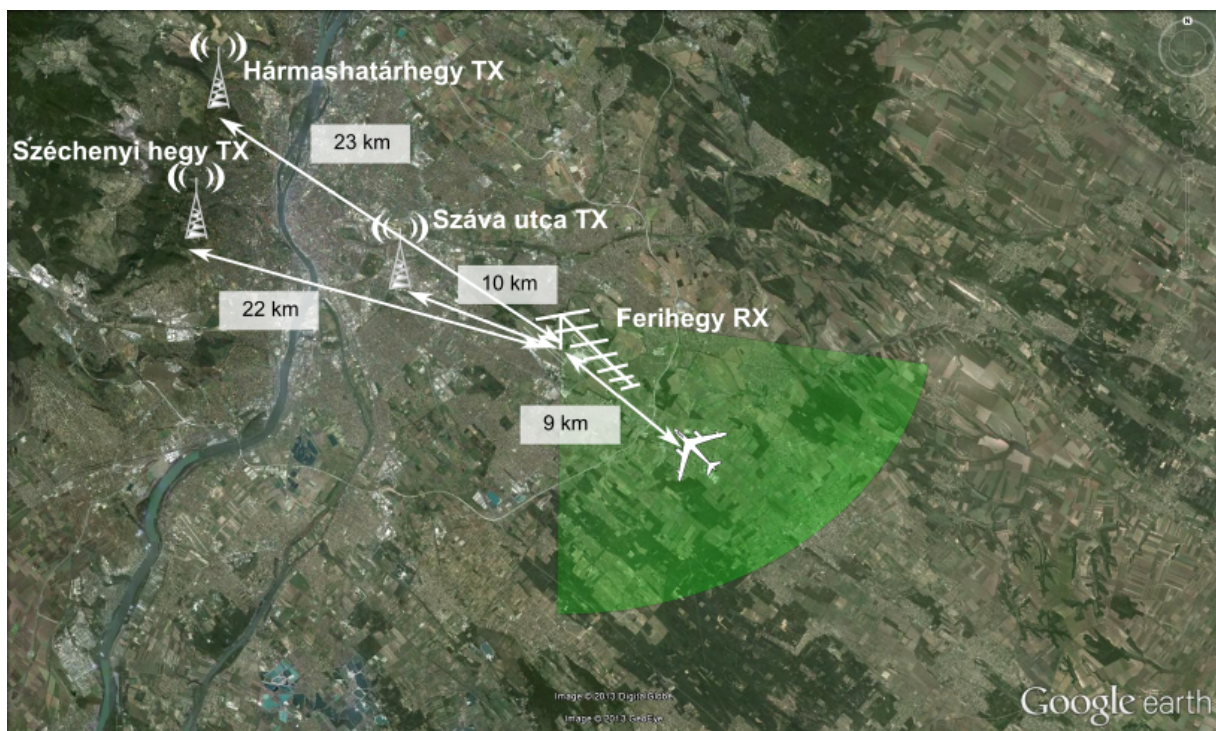 N
Hármashatárhegy TX
23 km
Széchenyi hegy TX
Száva utca TX
10 km
22 km
Ferihegy RX
9 km
Image © 2013 DigitalGlobe
Image © 2013 GeoEye
Google earth